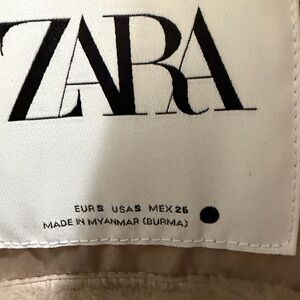 ZARA
EUR S USA S MEX 26
MADE IN MYANMAR (BURMA)